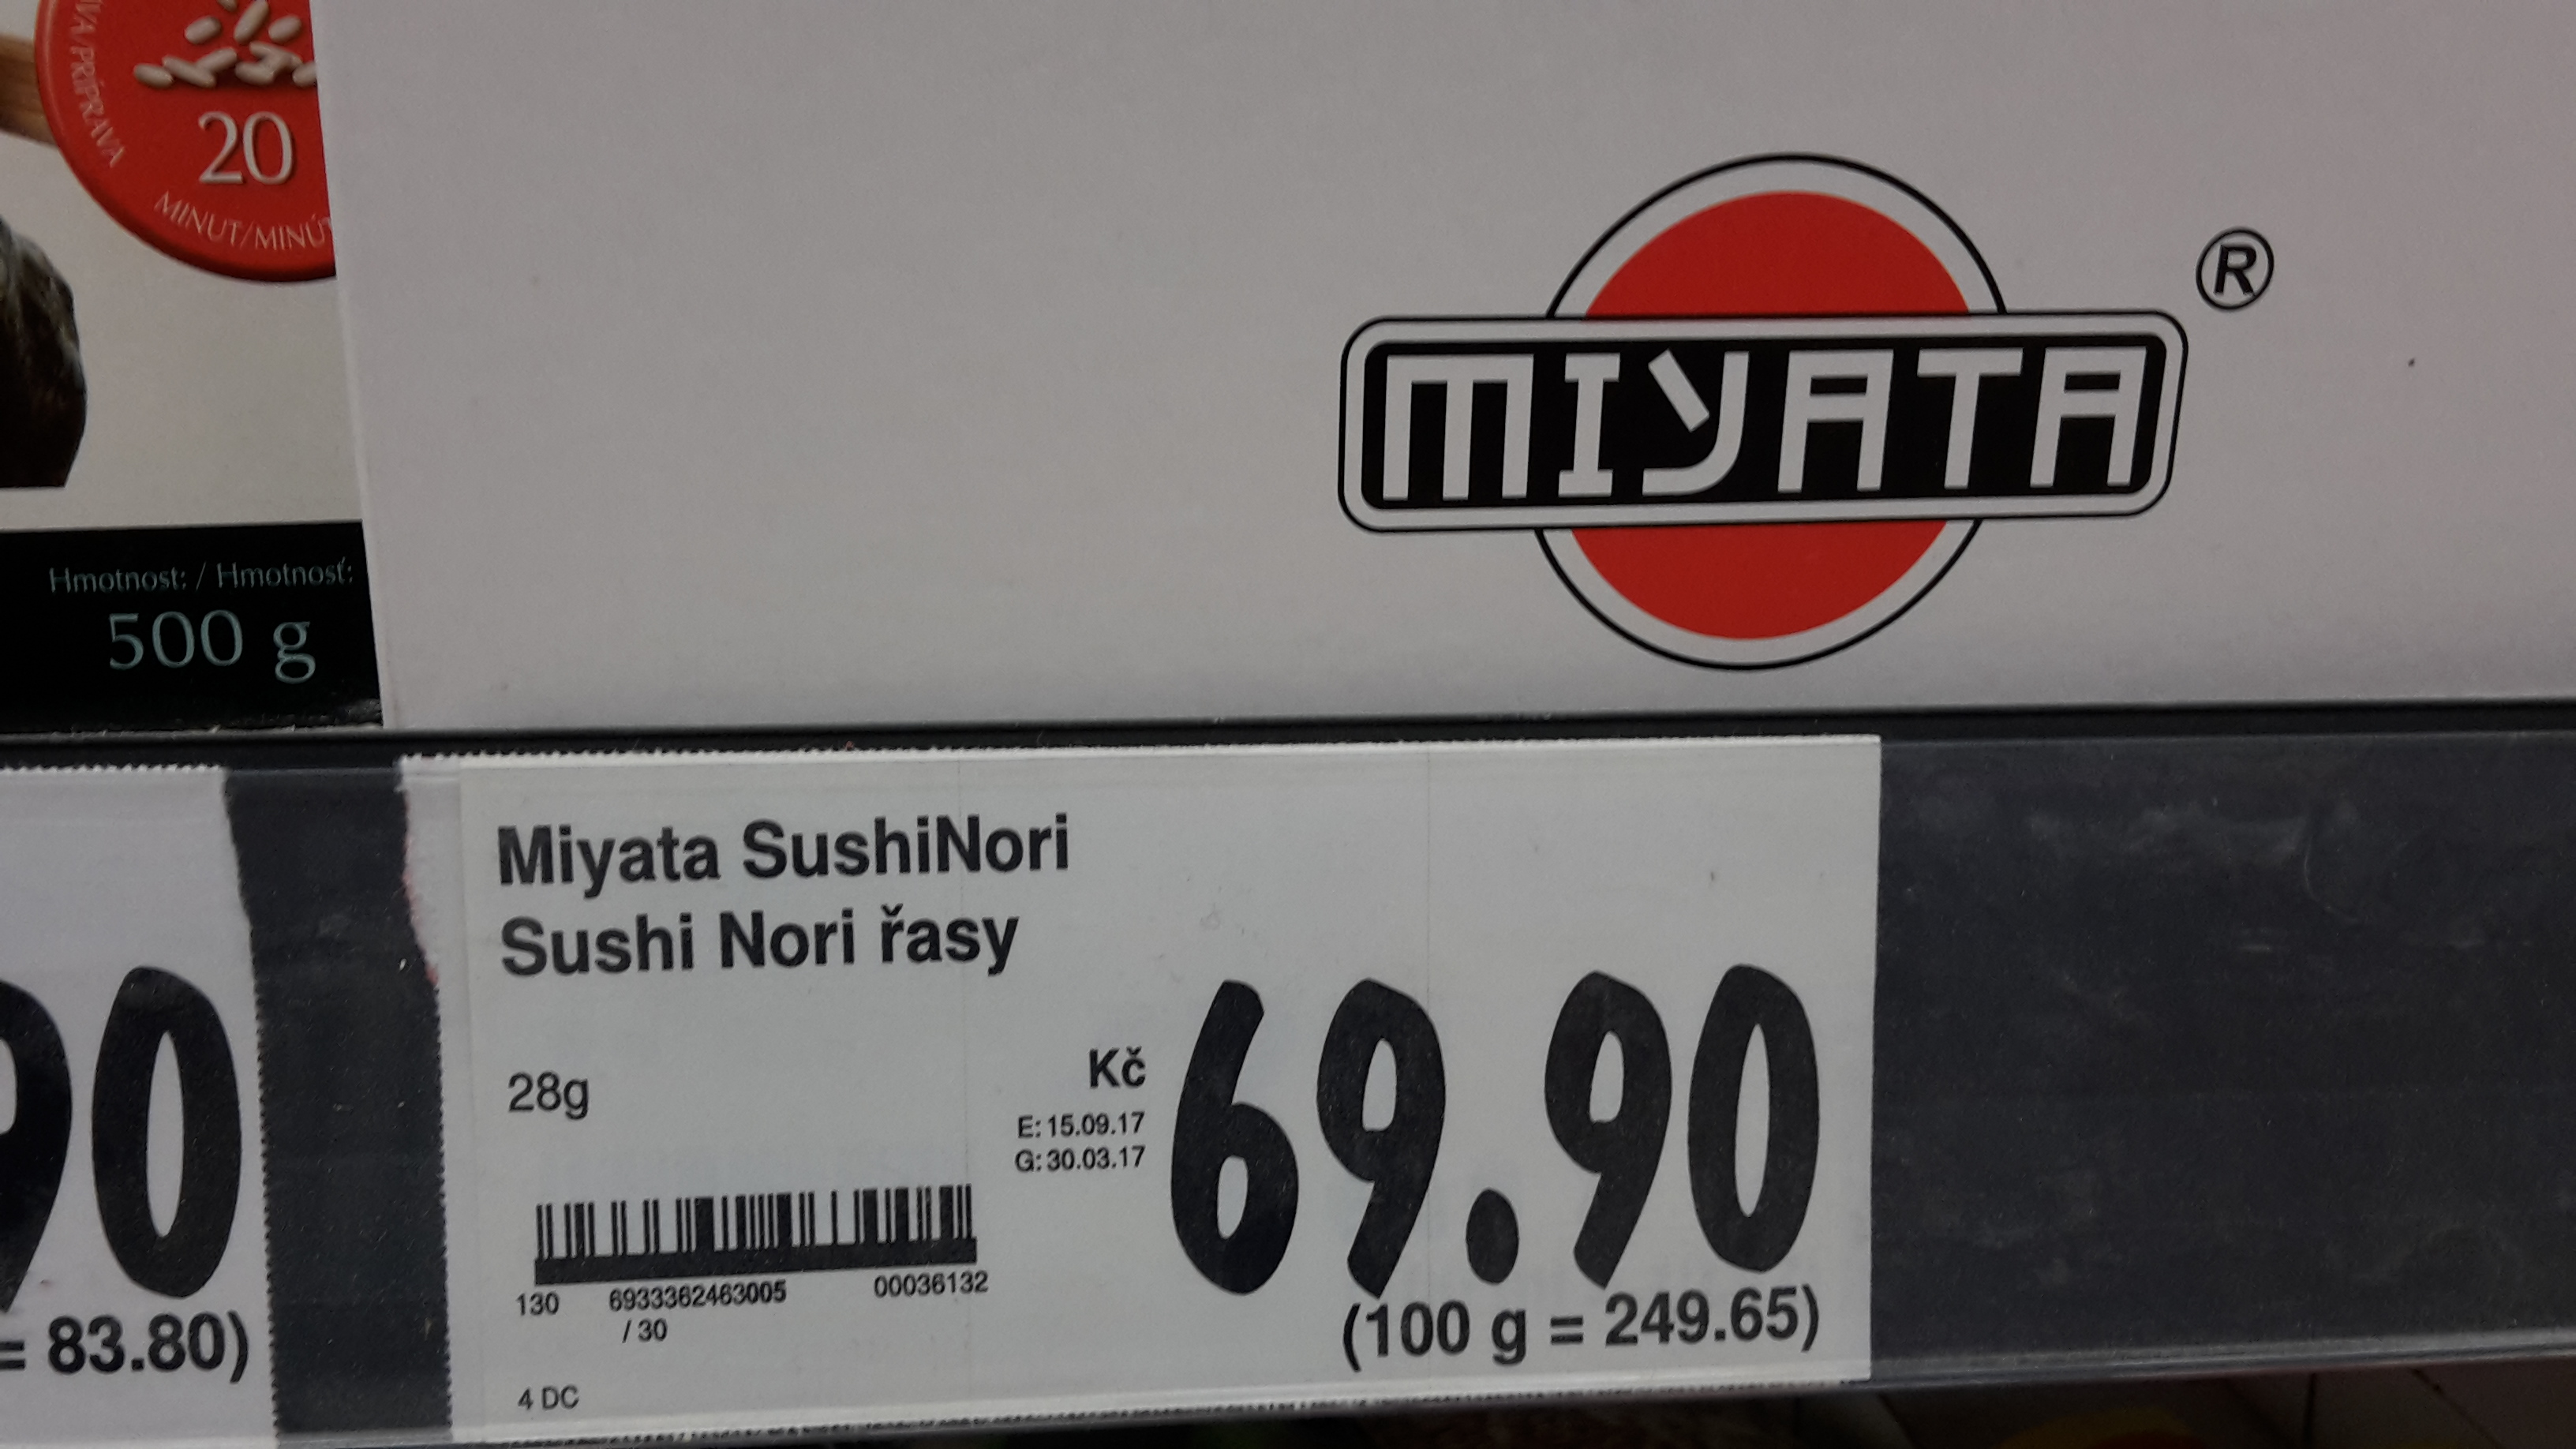 PŘÍPRAVA
20
MINUT/MINÚT
Hmotnost: / Hmotnosť:
500 g
MIYATA
®
90
= 83.80)
Miyata SushiNori
Sushi Nori řasy
28g
Kč
E: 15.09.17
G: 30.03.17
69.90
(100 g = 249.65)
130 6933362463005 00036132
/ 30
4 DC